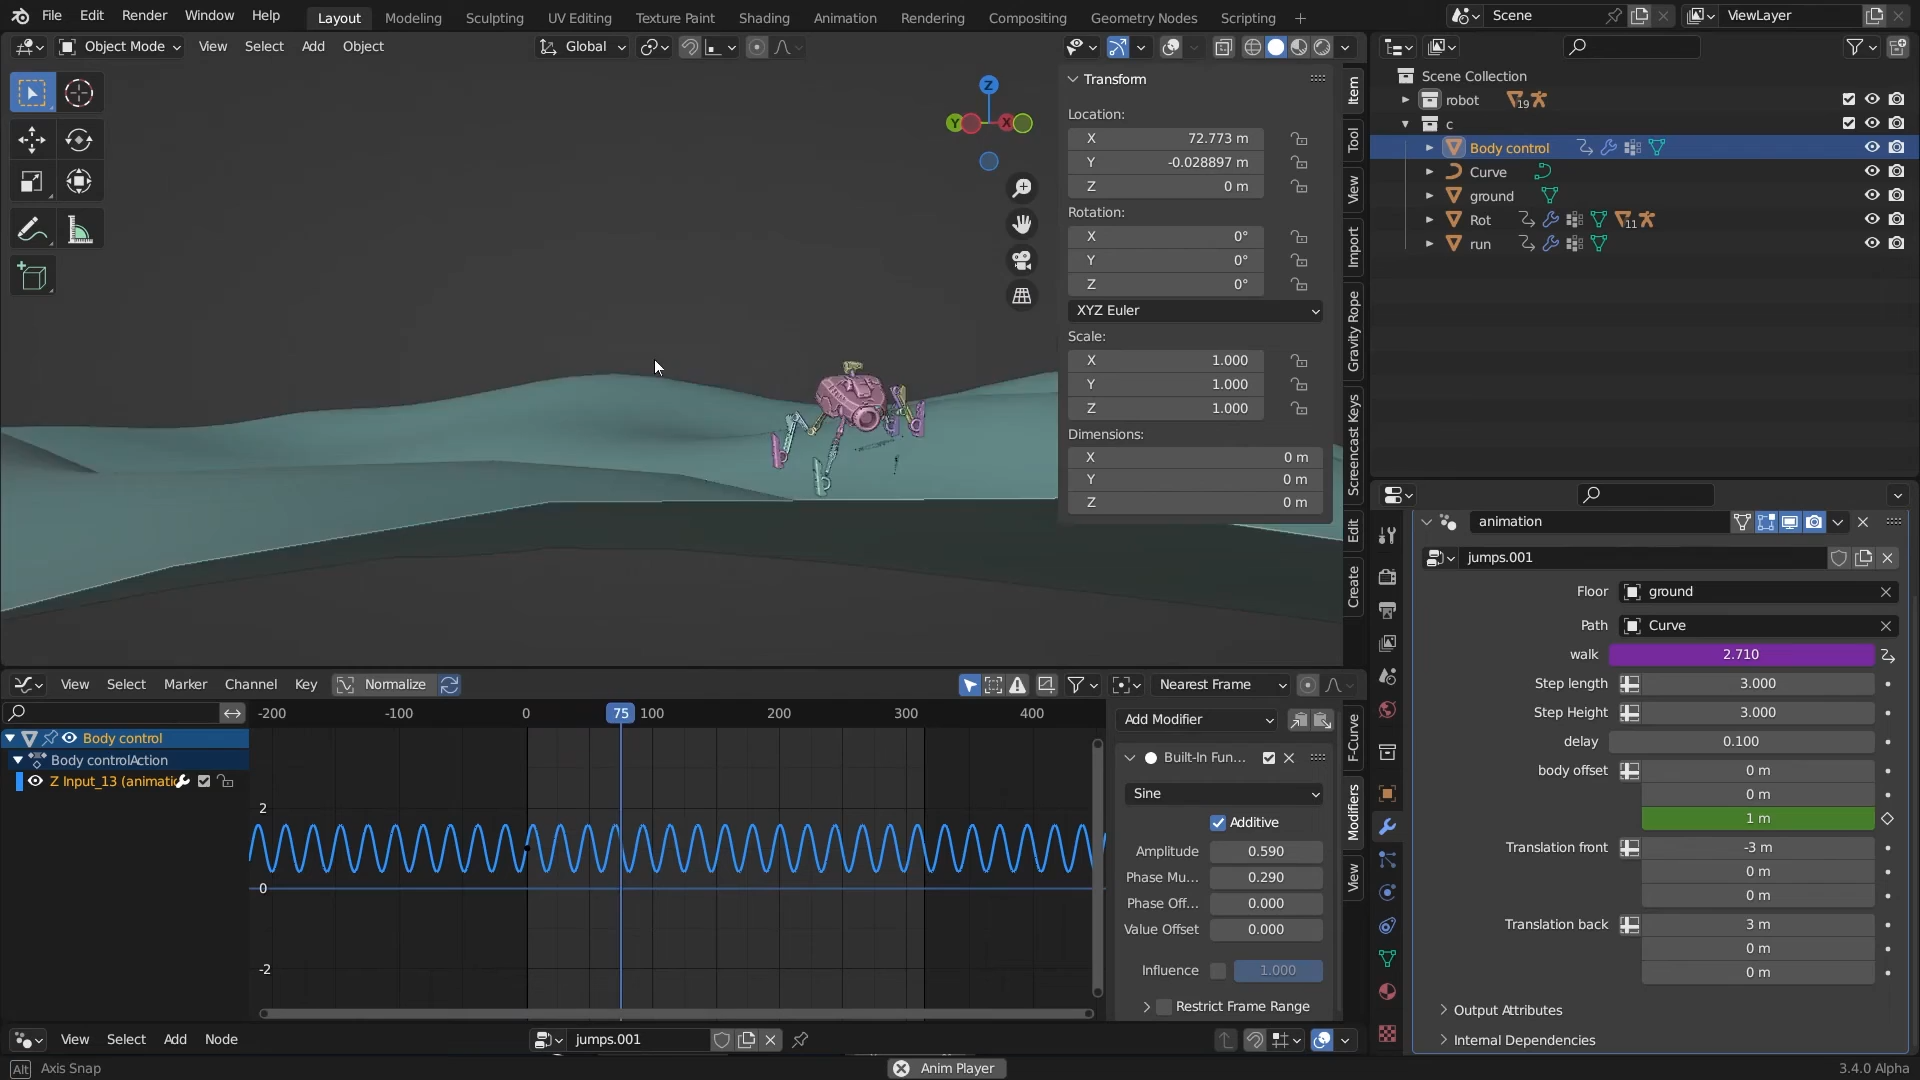 File Edit Render Window Help Layout Modeling Sculpting UV Editing Texture Paint Shading Animation Rendering Compositing Geometry Nodes Scripting + Scene ViewLayer
Object Mode View Select Add Object Global
Transform
Location:
X 72.773 m
Y -0.028897 m
Z 0 m
Rotation:
X 0°
Y 0°
Z 0°
XYZ Euler
Scale:
X 1.000
Y 1.000
Z 1.000
Dimensions:
X 0 m
Y 0 m
Z 0 m
Z
Y X
Item
Tool
View
Import
Gravity Rope
Screencast Keys
Edit
Create
Scene Collection
robot 19
c
Body control
Curve
ground
Rot 11
run
animation
jumps.001
Floor ground
Path Curve
walk 2.710
Step length 3.000
Step Height 3.000
delay 0.100
body offset 0 m
0 m
1 m
Translation front -3 m
0 m
0 m
Translation back 3 m
0 m
0 m
Output Attributes
Internal Dependencies
View Select Marker Channel Key Normalize Nearest Frame
-200 -100 0 75 100 200 300 400
Body control
Body controlAction
Z Input_13 (animati
2
0
-2
Add Modifier
Built-In Fun...
Sine
Additive
Amplitude 0.590
Phase Mu... 0.290
Phase Off... 0.000
Value Offset 0.000
Influence 1.000
Restrict Frame Range
F-Curve
Modifiers
View
View Select Add Node jumps.001
Alt Axis Snap Anim Player 3.4.0 Alpha